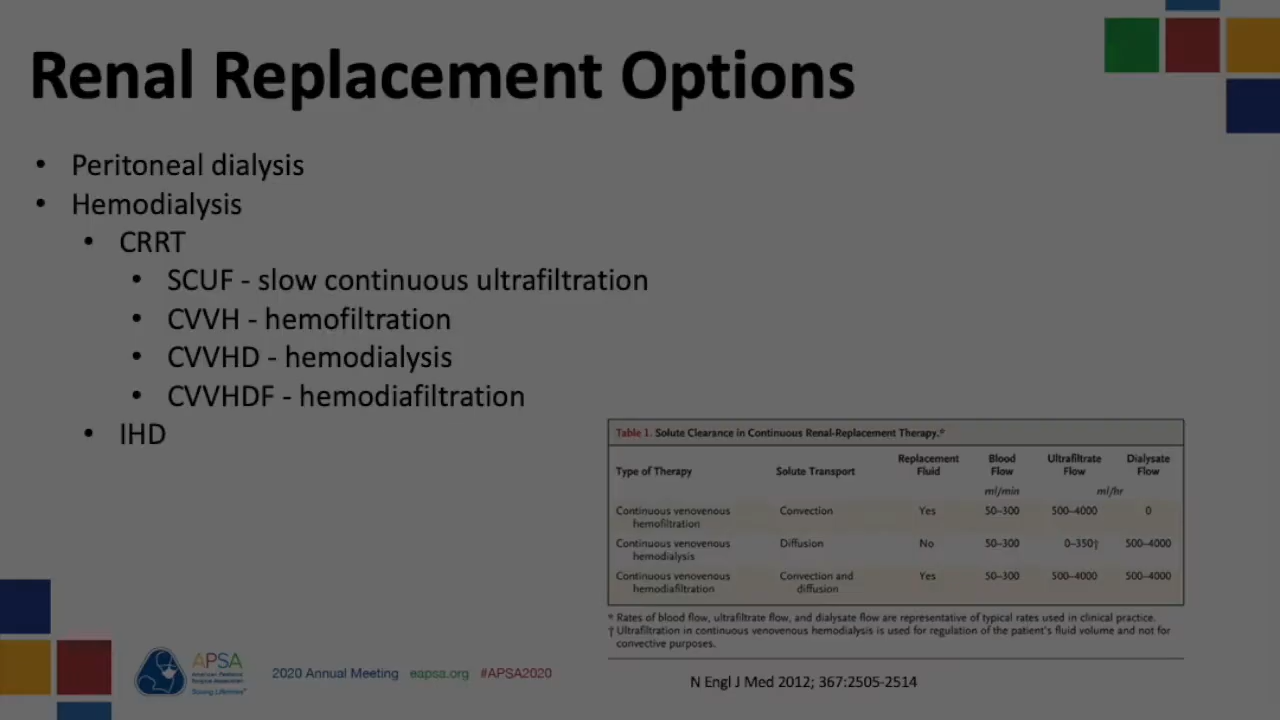 Renal Replacement Options
• Peritoneal dialysis
• Hemodialysis
• CRRT
• SCUF - slow continuous ultrafiltration
• CVVH - hemofiltration
• CVVHD - hemodialysis
• CVVHDF - hemodiafiltration
• IHD
Table 1. Solute Clearance in Continuous Renal-Replacement Therapy.*
Type of Therapy Solute Transport Replacement Fluid Blood Flow Ultrafiltrate Flow Dialysate Flow
ml/min ml/hr
Continuous venovenous hemofiltration Convection Yes 50–300 500–4000 0
Continuous venovenous hemodialysis Diffusion No 50–300 0–350† 500–4000
Continuous venovenous hemodiafiltration Convection and diffusion Yes 50–300 500–4000 500–4000
* Rates of blood flow, ultrafiltrate flow, and dialysate flow are representative of typical rates used in clinical practice.
† Ultrafiltration in continuous venovenous hemodialysis is used for regulation of the patient's fluid volume and not for
convective purposes.
APSA
American Pediatric
Surgical Association
Saving Lifetimes
2020 Annual Meeting eapsa.org #APSA2020
N Engl J Med 2012; 367:2505-2514